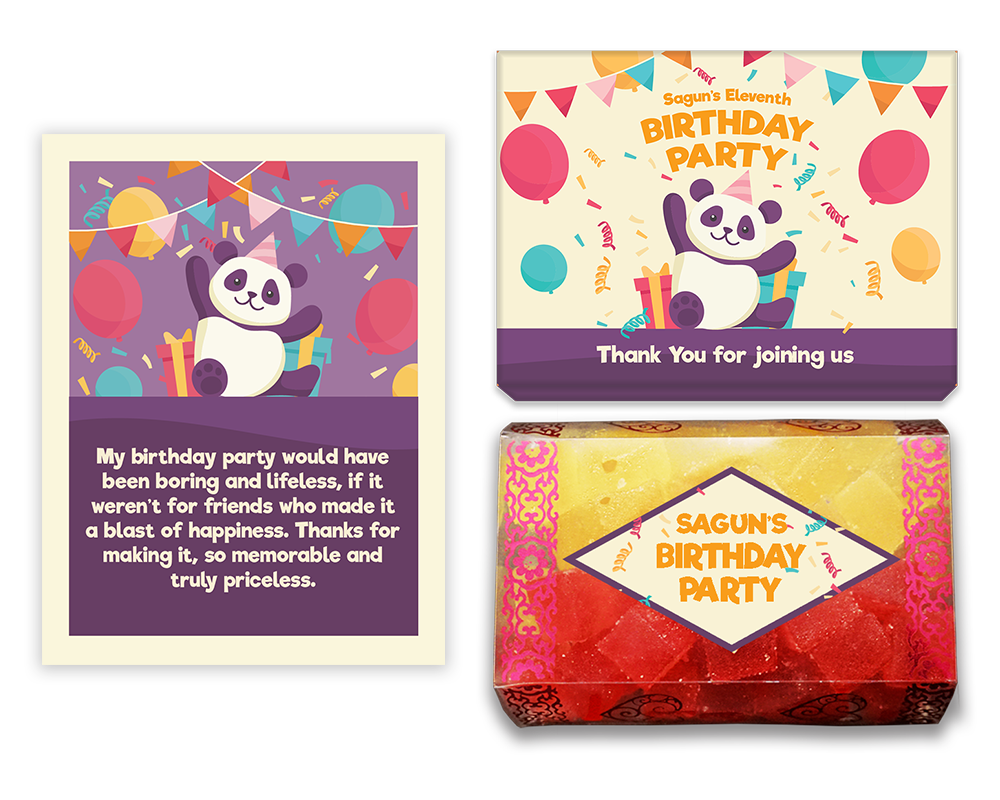 My birthday party would have
been boring and lifeless, if it
weren't for friends who made it
a blast of happiness. Thanks for
making it, so memorable and
truly priceless.
Sagun's Eleventh
BIRTHDAY
PARTY
Thank You for joining us
SAGUN'S
BIRTHDAY
PARTY